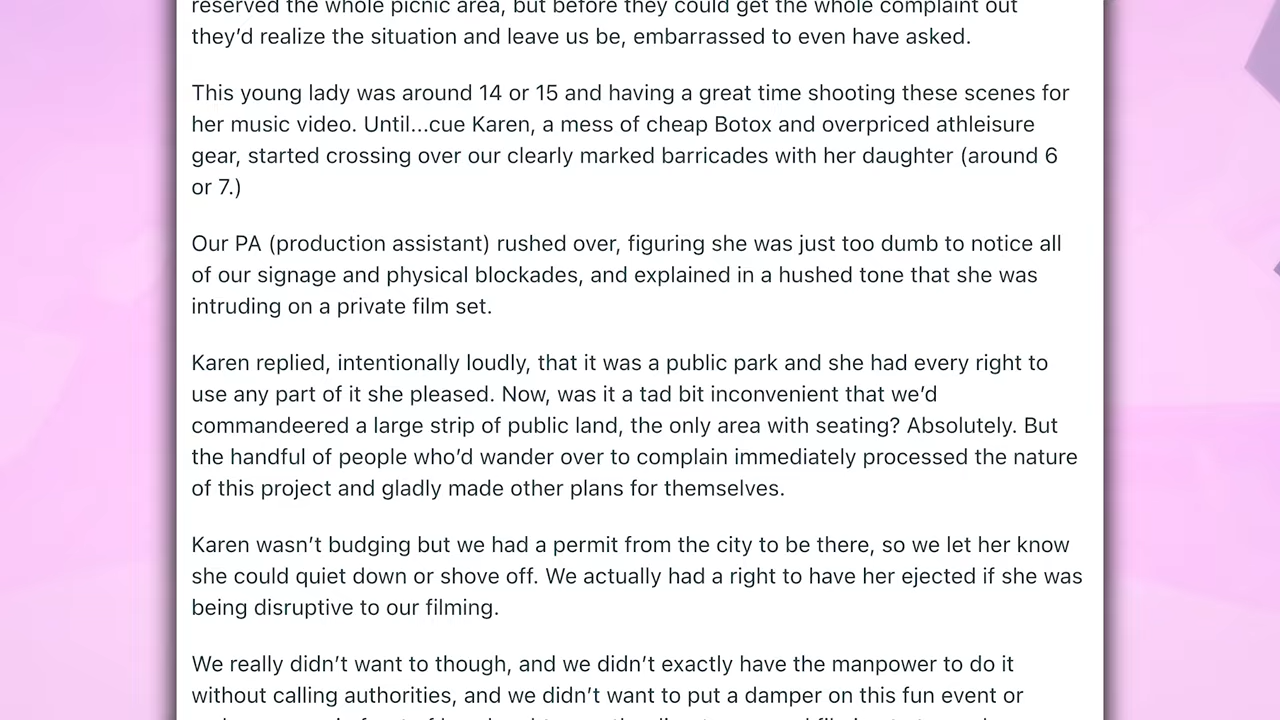 reserved the whole picnic area, but before they could get the whole complaint out
they’d realize the situation and leave us be, embarrassed to even have asked.
This young lady was around 14 or 15 and having a great time shooting these scenes for
her music video. Until...cue Karen, a mess of cheap Botox and overpriced athleisure
gear, started crossing over our clearly marked barricades with her daughter (around 6
or 7.)
Our PA (production assistant) rushed over, figuring she was just too dumb to notice all
of our signage and physical blockades, and explained in a hushed tone that she was
intruding on a private film set.
Karen replied, intentionally loudly, that it was a public park and she had every right to
use any part of it she pleased. Now, was it a tad bit inconvenient that we’d
commandeered a large strip of public land, the only area with seating? Absolutely. But
the handful of people who’d wander over to complain immediately processed the nature
of this project and gladly made other plans for themselves.
Karen wasn’t budging but we had a permit from the city to be there, so we let her know
she could quiet down or shove off. We actually had a right to have her ejected if she was
being disruptive to our filming.
We really didn’t want to though, and we didn’t exactly have the manpower to do it
without calling authorities, and we didn’t want to put a damper on this fun event or